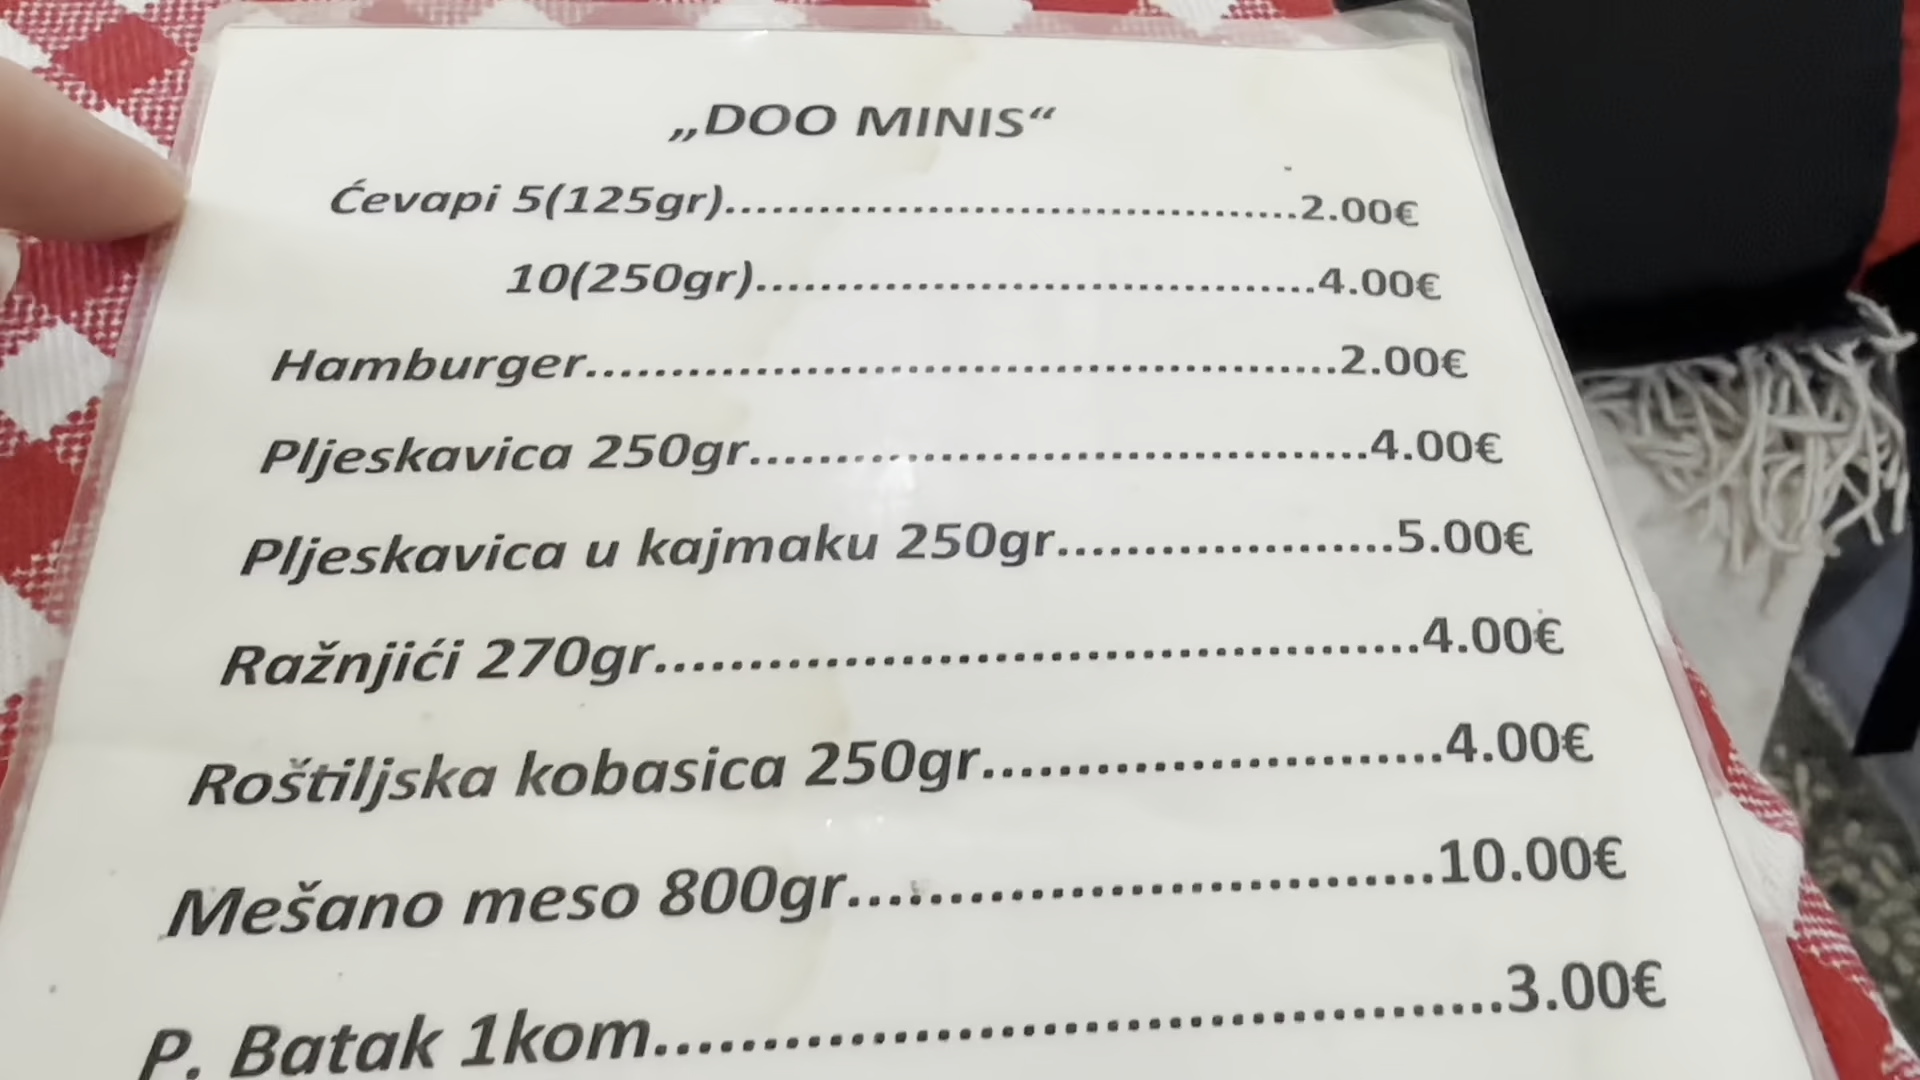 „DOO MINIS“
Ćevapi 5(125gr)....................................2.00€
10(250gr)...................................4.00€
Hamburger..........................................2.00€
Pljeskavica 250gr....................................4.00€
Pljeskavica u kajmaku 250gr...................5.00€
Ražnjići 270gr.........................................4.00€
Roštiljska kobasica 250gr........................4.00€
Mešano meso 800gr..............................10.00€
P. Batak 1kom..........................................3.00€